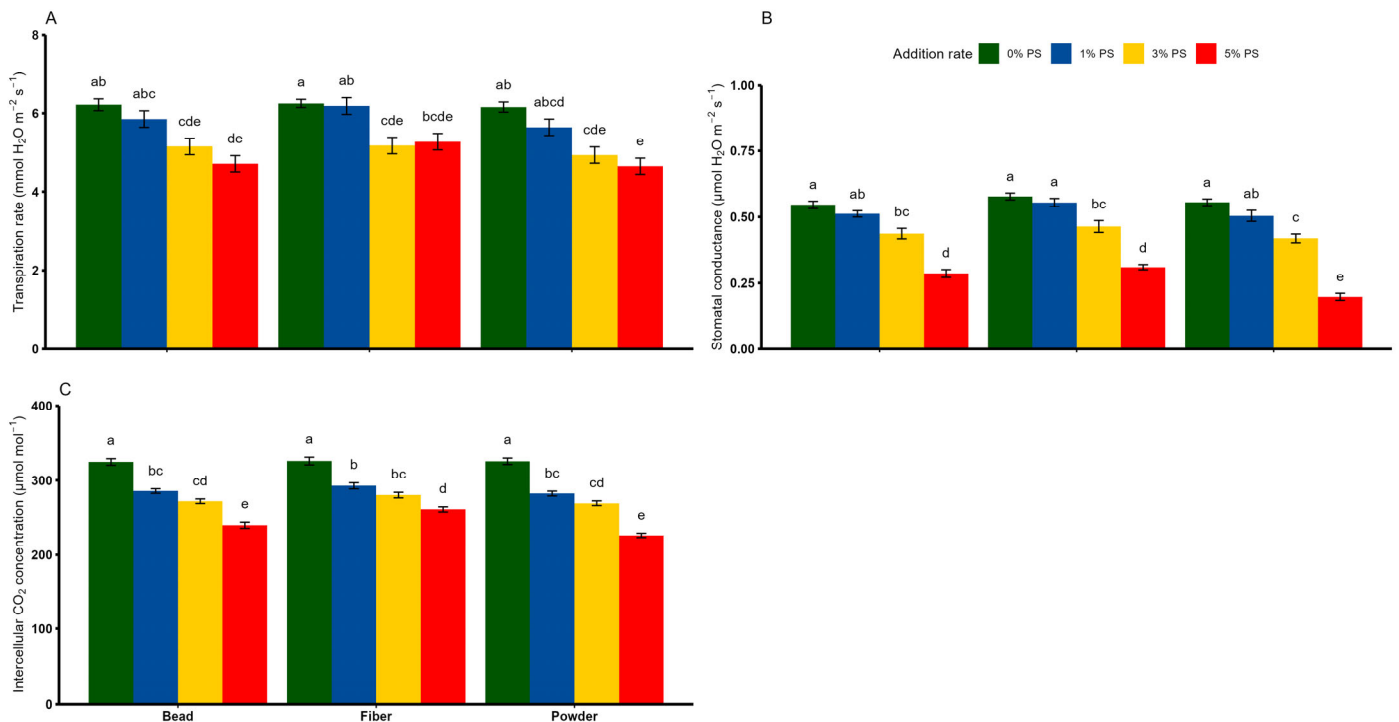 A
Transpiration rate (mmol H₂O m⁻² s⁻¹)
8
6
4
2
0
ab
abc
cde
dc
a
ab
cde
bcde
ab
abcd
cde
e
B
Addition rate 0% PS 1% PS 3% PS 5% PS
Stomatal conductance (µmol H₂O m⁻² s⁻¹)
1.00
0.75
0.50
0.25
0.00
a
ab
bc
d
a
a
bc
d
a
ab
c
e
C
Intercellular CO₂ concentration (µmol mol⁻¹)
400
300
200
100
0
a
bc
cd
e
a
b
bc
d
a
bc
cd
e
Bead Fiber Powder